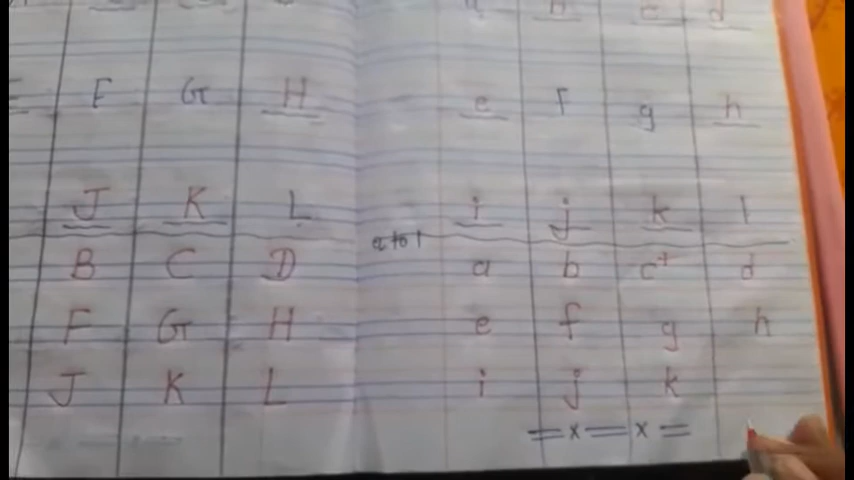 c d
F G H
e f g h
J K L
i j k l
a to l
B C D
a b c+ d
F G H
e f g h
J K L
i j k
=x=x=